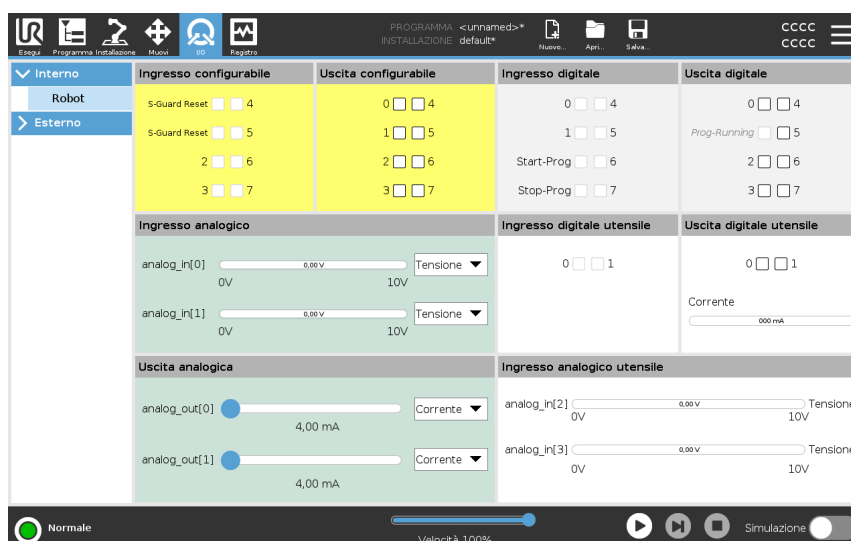 UR
PROGRAMMA <unnamed>*
INSTALLAZIONE default*
CCCC
CCCC
Esegui Programma Installazione Muovi I/O Registro Nuovo... Apri... Salva...
Interno
Robot
Esterno
Ingresso configurabile
S-Guard Reset 4
S-Guard Reset 5
2 6
3 7
Uscita configurabile
0 4
1 5
2 6
3 7
Ingresso digitale
0 4
1 5
Start-Prog 6
Stop-Prog 7
Uscita digitale
0 4
Prog-Running 5
2 6
3 7
Ingresso analogico
analog_in[0] 0,00 V Tensione
0V 10V
analog_in[1] 0,00 V Tensione
0V 10V
Ingresso digitale utensile
0 1
Uscita digitale utensile
0 1
Corrente
000 mA
Uscita analogica
analog_out[0] Corrente
4,00 mA
analog_out[1] Corrente
4,00 mA
Ingresso analogico utensile
analog_in[2] 0,00 V Tensione
0V 10V
analog_in[3] 0,00 V Tensione
0V 10V
Normale
Velocità 100%
Simulazione